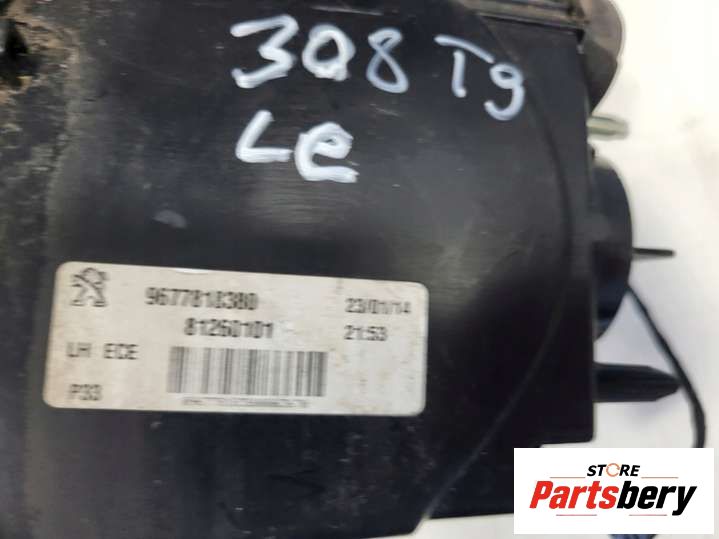 308 T9
Le
9677818380
23/01/14
81260101
21:53
LH ECE
P33
STORE
Partsbery